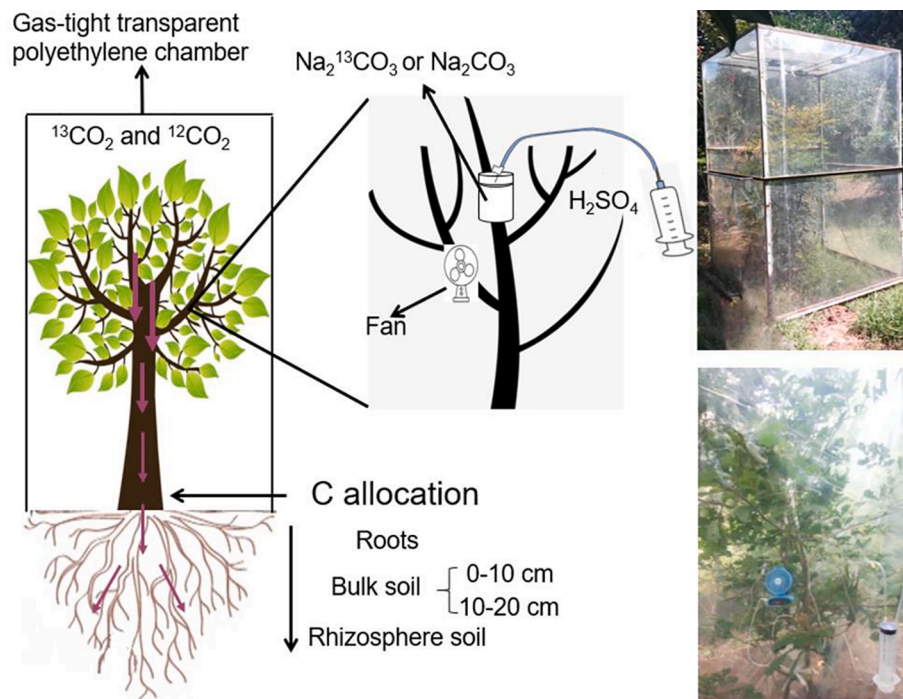 Gas-tight transparent
polyethylene chamber
¹³CO₂ and ¹²CO₂
Na₂¹³CO₃ or Na₂CO₃
H₂SO₄
Fan
C allocation
Roots
Bulk soil
0-10 cm
10-20 cm
Rhizosphere soil